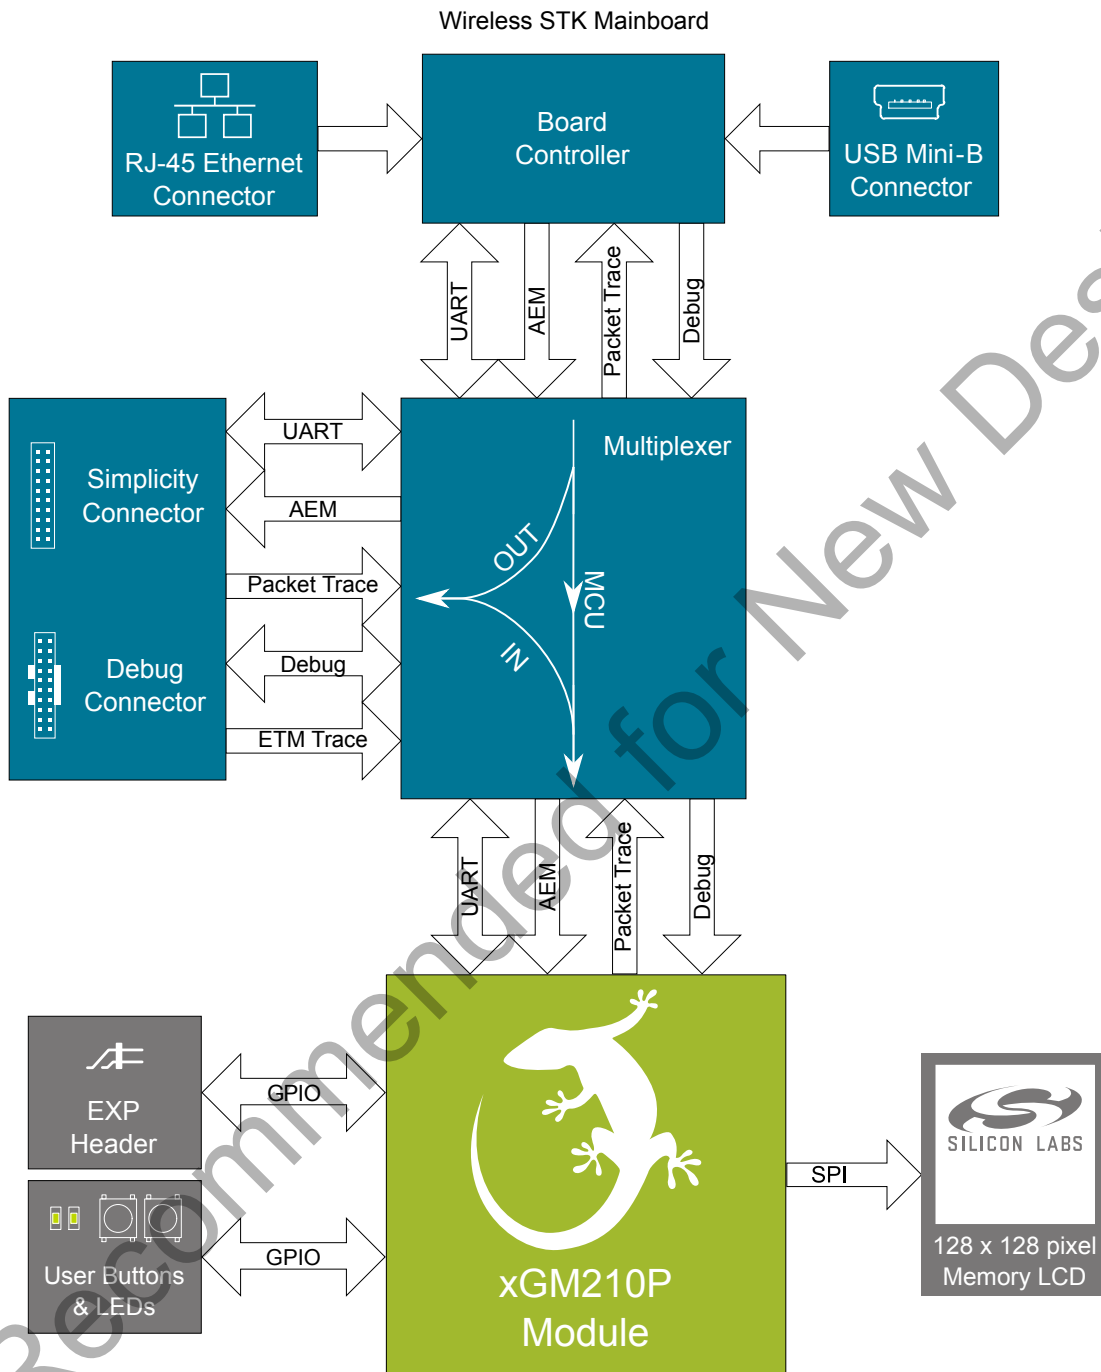 Wireless STK Mainboard
RJ-45 Ethernet
Connector
Board
Controller
USB Mini-B
Connector
UART
AEM
Packet Trace
Debug
Simplicity
Connector
Debug
Connector
UART
AEM
Packet Trace
Debug
ETM Trace
Multiplexer
OUT
MCU
IN
UART
AEM
Packet Trace
Debug
EXP
Header
GPIO
User Buttons
& LEDs
GPIO
xGM210P
Module
SPI
SILICON LABS
128 x 128 pixel
Memory LCD
Recommended for New Des